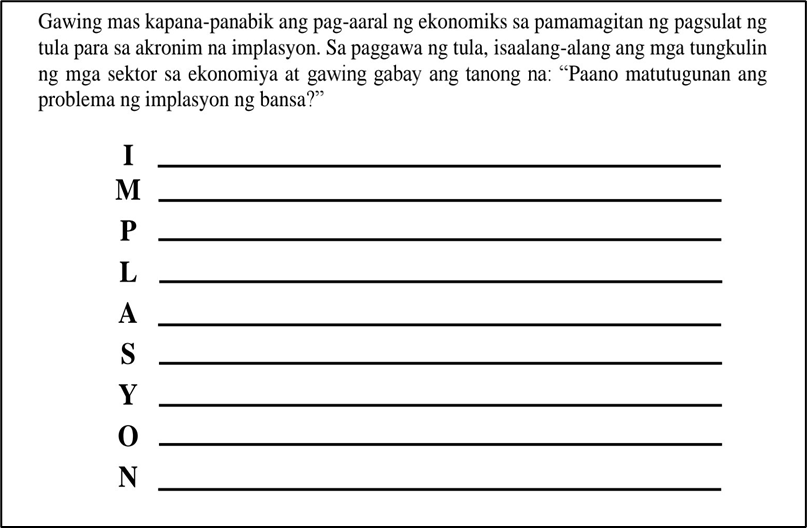 Gawing mas kapana-panabik ang pag-aaral ng ekonomiks sa pamamagitan ng pagsulat ng
tula para sa akronim na implasyon. Sa paggawa ng tula, isaalang-alang ang mga tungkulin
ng mga sektor sa ekonomiya at gawing gabay ang tanong na: “Paano matutugunan ang
problema ng implasyon ng bansa?”
I
M
P
L
A
S
Y
O
N